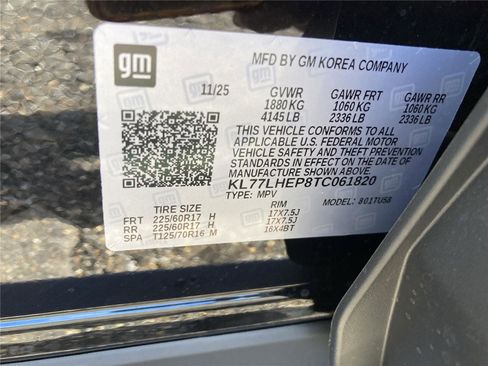 gm
MFD BY GM KOREA COMPANY
11/25 GVWR GAWR FRT GAWR RR
1880 KG 1060 KG 1060 KG
4145 LB 2336 LB 2336 LB
THIS VEHICLE CONFORMS TO ALL
APPLICABLE U.S. FEDERAL MOTOR
VEHICLE SAFETY AND THEFT PREVENTION
STANDARDS IN EFFECT ON THE DATE OF
MANUFACTURE SHOWN ABOVE.
KL77LHEP8TC061820
TYPE: MPV MODEL: 801TUS8
TIRE SIZE RIM
FRT 225/60R17 H 17X7.5J
RR 225/60R17 H 17X7.5J
SPA T125/70R16 M 16X4BT